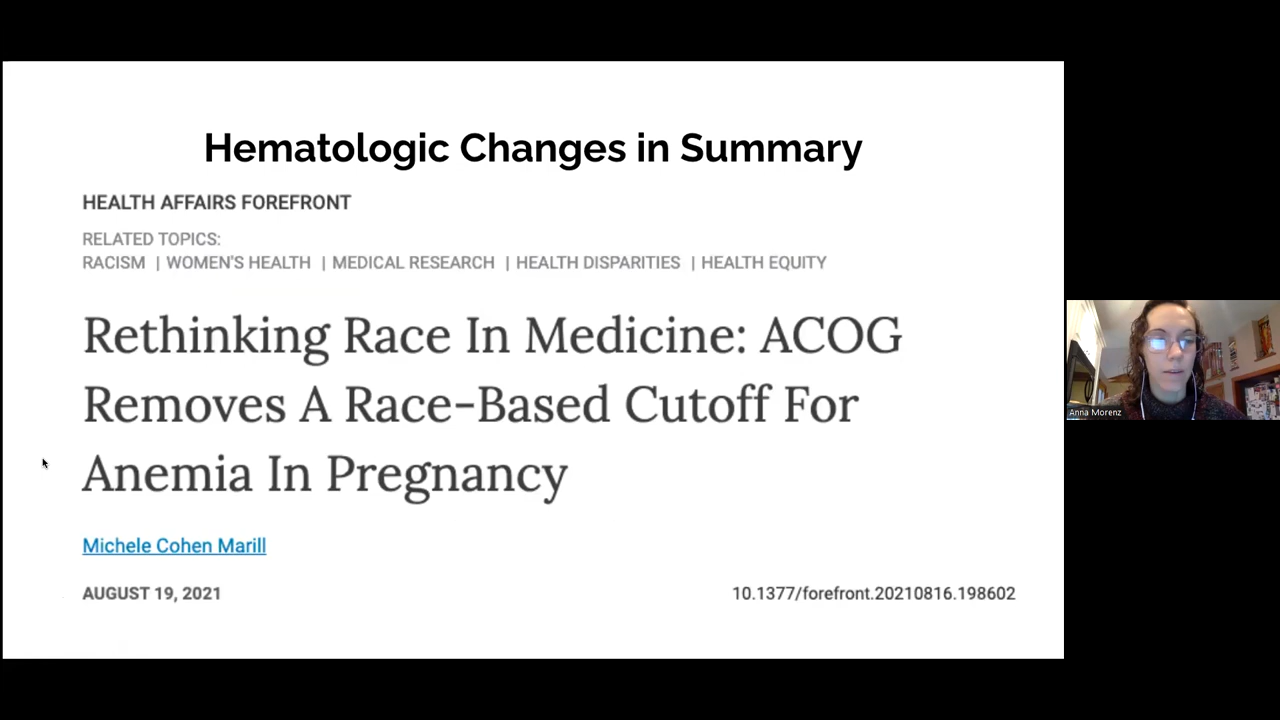 Hematologic Changes in Summary
HEALTH AFFAIRS FOREFRONT
RELATED TOPICS:
RACISM | WOMEN'S HEALTH | MEDICAL RESEARCH | HEALTH DISPARITIES | HEALTH EQUITY
Rethinking Race In Medicine: ACOG
Removes A Race-Based Cutoff For
Anemia In Pregnancy
Michele Cohen Marill
AUGUST 19, 2021 10.1377/forefront.20210816.198602
Anna Morenz